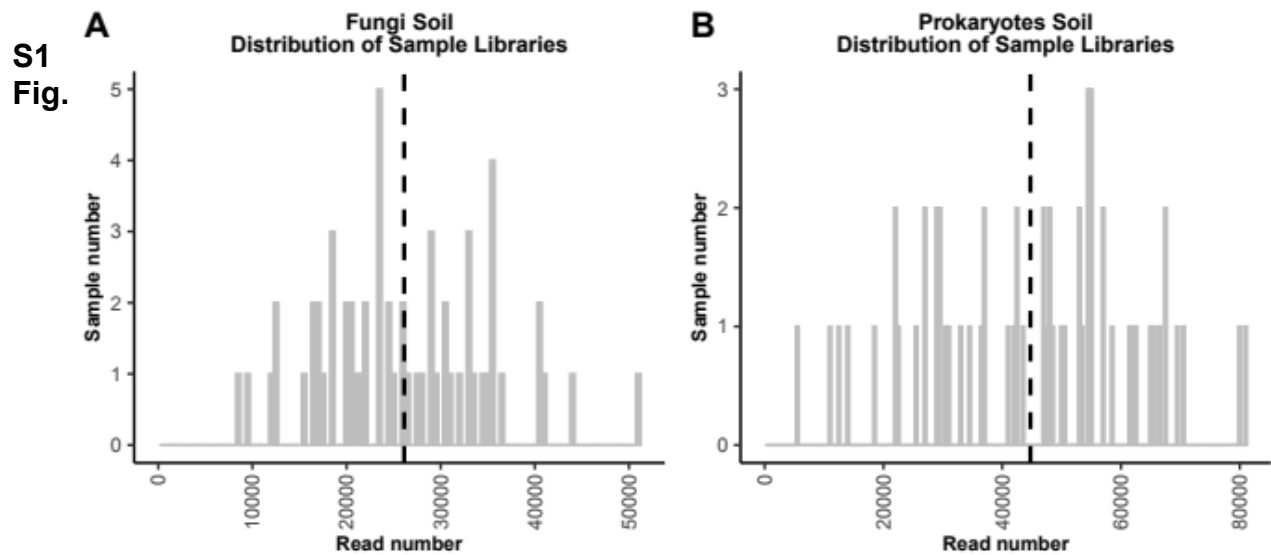 S1
Fig.
A
Fungi Soil
Distribution of Sample Libraries
Sample number
5
4
3
2
1
0
0
10000
20000
30000
40000
50000
Read number
B
Prokaryotes Soil
Distribution of Sample Libraries
Sample number
3
2
1
0
0
20000
40000
60000
80000
Read number